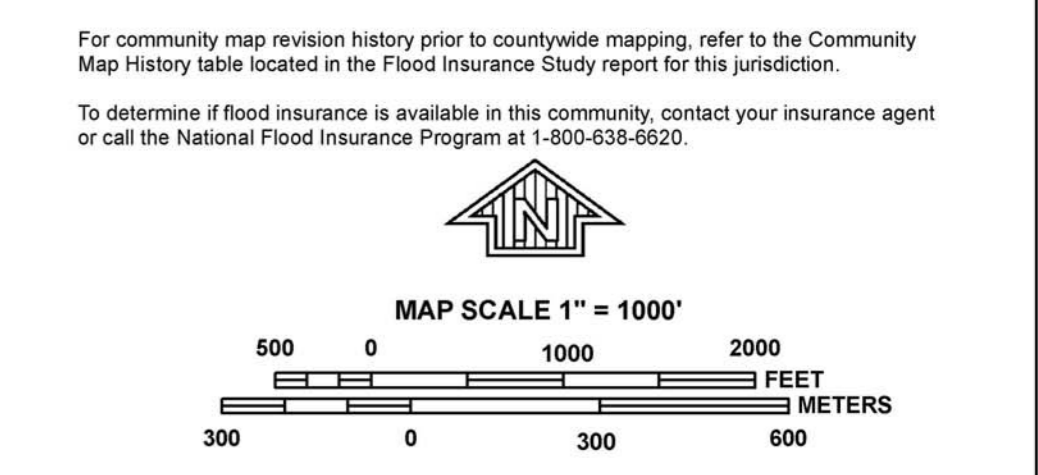 For community map revision history prior to countywide mapping, refer to the Community
Map History table located in the Flood Insurance Study report for this jurisdiction.
To determine if flood insurance is available in this community, contact your insurance agent
or call the National Flood Insurance Program at 1-800-638-6620.
N
MAP SCALE 1" = 1000'
500 0 1000 2000
FEET
METERS
300 0 300 600